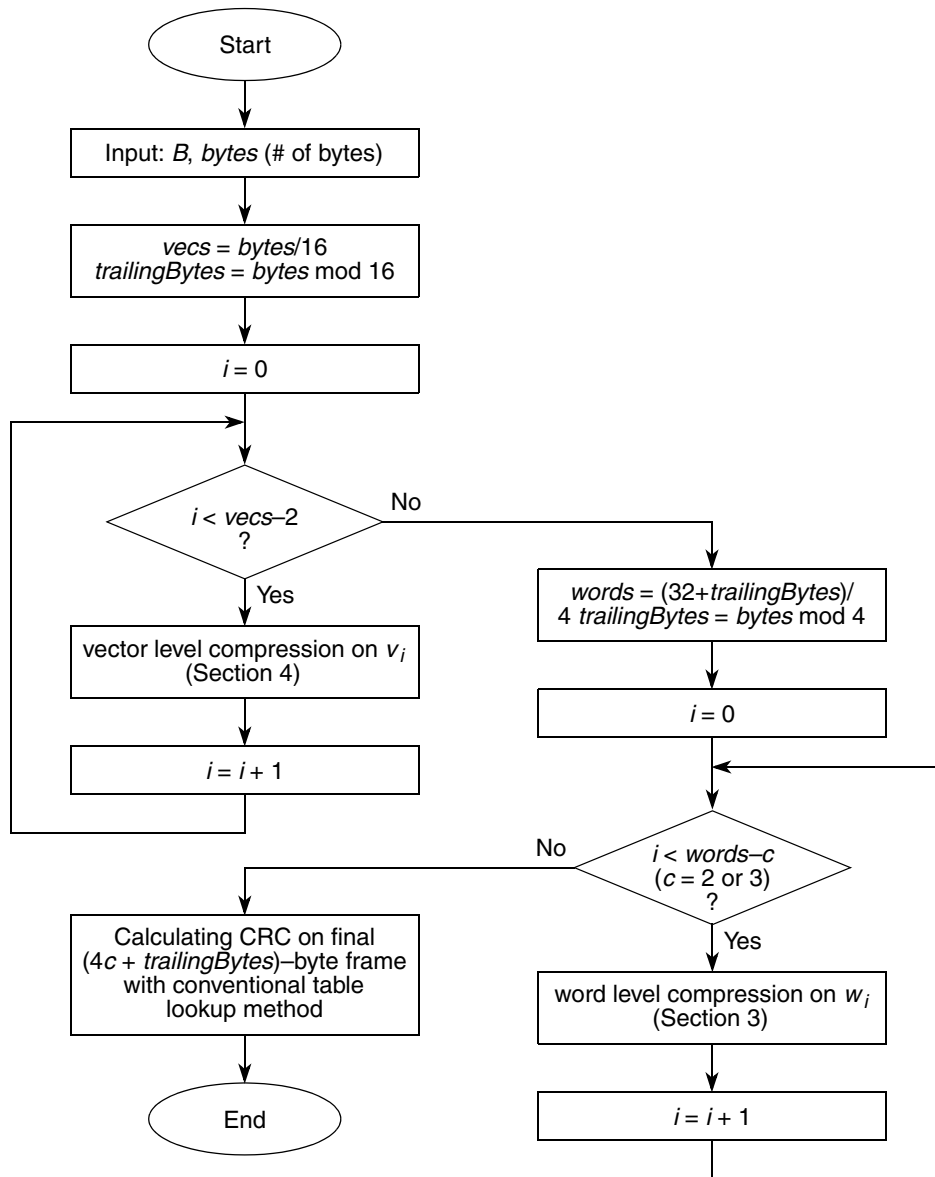 Start
Input: B, bytes (# of bytes)
vecs = bytes/16
trailingBytes = bytes mod 16
i = 0
i < vecs–2
?
No
Yes
vector level compression on v i
(Section 4)
i = i + 1
words = (32+trailingBytes)/
4 trailingBytes = bytes mod 4
i = 0
i < words–c
(c = 2 or 3)
?
No
Yes
word level compression on w i
(Section 3)
i = i + 1
Calculating CRC on final
(4c + trailingBytes)–byte frame
with conventional table
lookup method
End